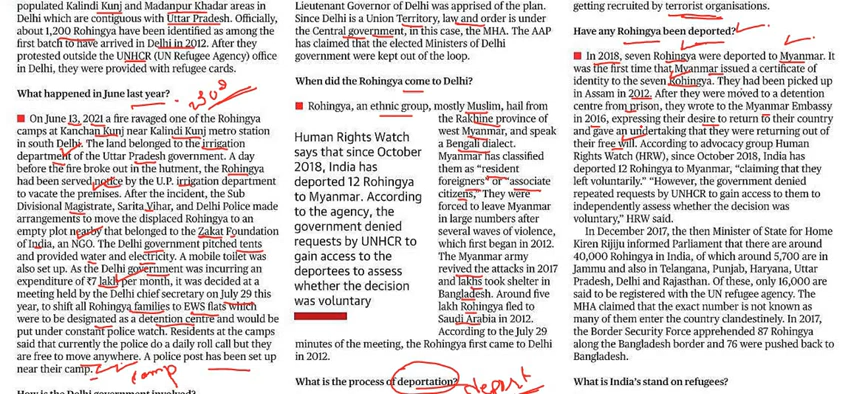 populated Kalindi Kunj and Madanpur Khadar areas in
Delhi which are contiguous with Uttar Pradesh. Officially,
about 1,200 Rohingya have been identified as among the
first batch to have arrived in Delhi in 2012. After they
protested outside the UNHCR (UN Refugee Agency) office
in Delhi, they were provided with refugee cards.
What happened in June last year?
On June 13, 2021 a fire ravaged one of the Rohingya
camps at Kanchan Kunj near Kalindi Kunj metro station
in south Delhi. The land belonged to the irrigation
department of the Uttar Pradesh government. A day
before the fire broke out in the hutment, the Rohingya
had been served notice by the U.P. irrigation department
to vacate the premises. After the incident, the Sub
Divisional Magistrate, Sarita Vihar, and Delhi Police made
arrangements to move the displaced Rohingya to an
empty plot nearby that belonged to the Zakat Foundation
of India, an NGO. The Delhi government pitched tents
and provided water and electricity. A mobile toilet was
also set up. As the Delhi government was incurring an
expenditure of ₹7 lakh per month, it was decided at a
meeting held by the Delhi chief secretary on July 29 this
year, to shift all Rohingya families to EWS flats which
were to be designated as a detention centre and would be
put under constant police watch. Residents at the camps
said that currently the police do a daily roll call but they
are free to move anywhere. A police post has been set up
near their camp.
camp
How is the Delhi government involved?
Lieutenant Governor of Delhi was apprised of the plan.
Since Delhi is a Union Territory, law and order is under
the Central government, in this case, the MHA. The AAP
has claimed that the elected Ministers of Delhi
government were kept out of the loop.
When did the Rohingya come to Delhi?
Rohingya, an ethnic group, mostly Muslim, hail from
the Rakhine province of
west Myanmar, and speak
a Bengali dialect.
Myanmar has classified
them as "resident
foreigners" or "associate
citizens." They were
forced to leave Myanmar
in large numbers after
several waves of violence,
which first began in 2012.
The Myanmar army
revived the attacks in 2017
and lakhs took shelter in
Bangladesh. Around five
lakh Rohingya fled to
Saudi Arabia in 2012.
According to the July 29
minutes of the meeting, the Rohingya first came to Delhi
in 2012.
Human Rights Watch
says that since October
2018, India has
deported 12 Rohingya
to Myanmar. According
to the agency, the
government denied
requests by UNHCR to
gain access to the
deportees to assess
whether the decision
was voluntary
What is the process of deportation?
deport
getting recruited by terrorist organisations.
Have any Rohingya been deported?
In 2018, seven Rohingya were deported to Myanmar. It
was the first time that Myanmar issued a certificate of
identity to the seven Rohingya. They had been picked up
in Assam in 2012. After they were moved to a detention
centre from prison, they wrote to the Myanmar Embassy
in 2016, expressing their desire to return to their country
and gave an undertaking that they were returning out of
their free will. According to advocacy group Human
Rights Watch (HRW), since October 2018, India has
deported 12 Rohingya to Myanmar, "claiming that they
left voluntarily." "However, the government denied
repeated requests by UNHCR to gain access to them to
independently assess whether the decision was
voluntary," HRW said.
In December 2017, the then Minister of State for Home
Kiren Rijiju informed Parliament that there are around
40,000 Rohingya in India, of which around 5,700 are in
Jammu and also in Telangana, Punjab, Haryana, Uttar
Pradesh, Delhi and Rajasthan. Of these, only 16,000 are
said to be registered with the UN refugee agency. The
MHA claimed that the exact number is not known as
many of them enter the country clandestinely. In 2017,
the Border Security Force apprehended 87 Rohingya
along the Bangladesh border and 76 were pushed back to
Bangladesh.
What is India's stand on refugees?